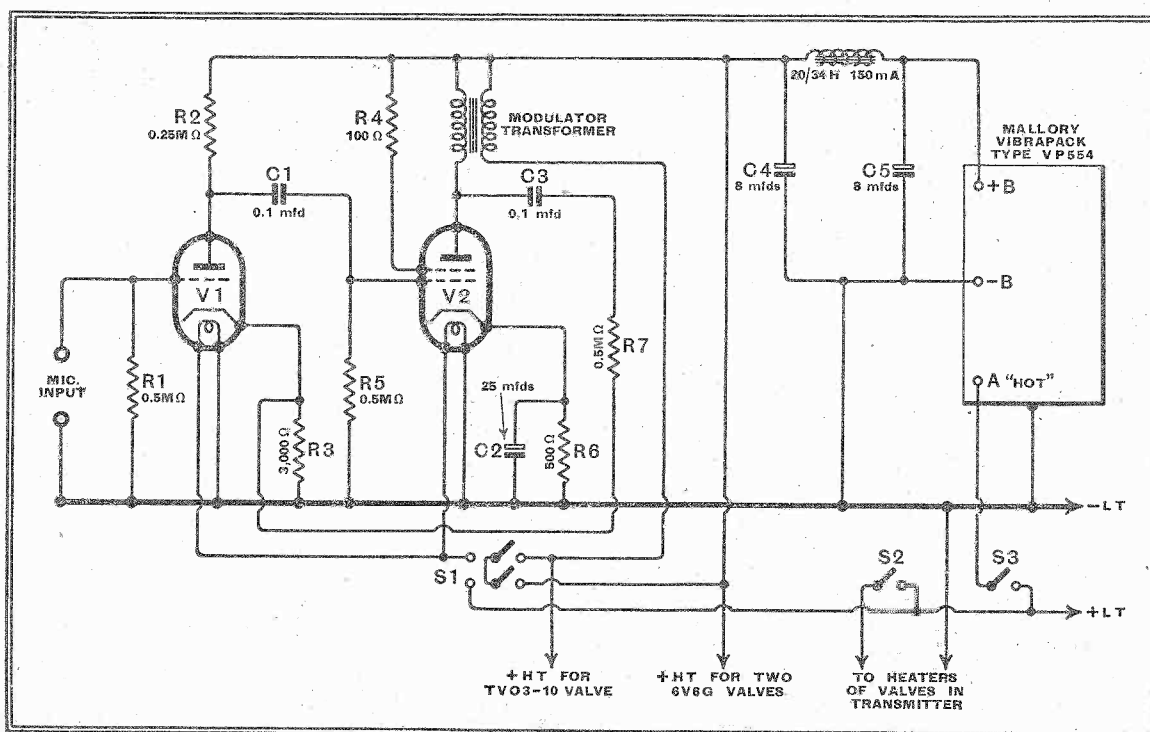 20/34 H 150 mA
R2
0.25MΩ
R4
100 Ω
MODULATOR
TRANSFORMER
MALLORY
VIBRAPACK
TYPE VP554
C1
0.1 mfd
C3
0.1 mfd
C4
8 mfds
C5
8 mfds
+B
V1
V2
-B
MIC.
INPUT
R1
0.5MΩ
R5
0.5MΩ
R7
0.5MΩ
A "HOT"
25 mfds
R3
3,000 Ω
C2
R6
500 Ω
-LT
S1
S2
S3
+LT
+HT FOR
TVO3-10 VALVE
+HT FOR TWO
6V6G VALVES
TO HEATERS
OF VALVES IN
TRANSMITTER